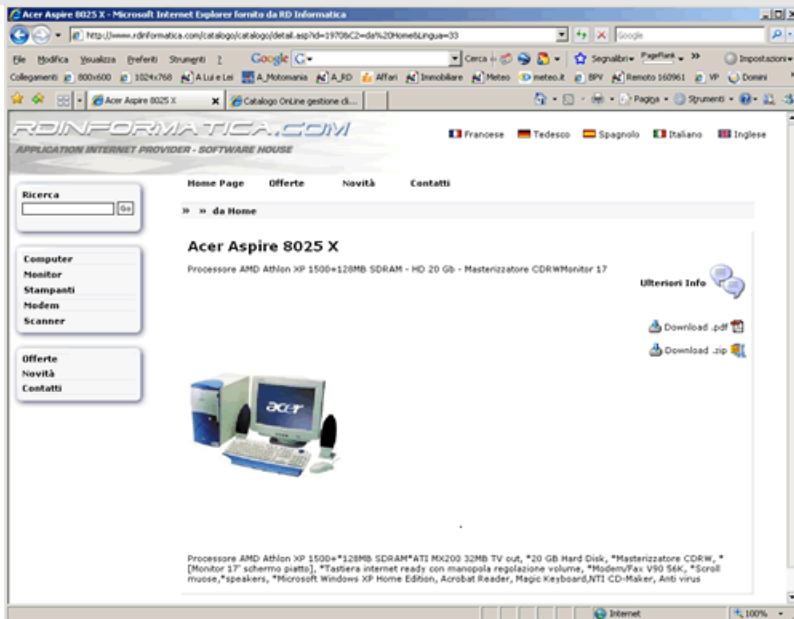 Acer Aspire 8025 X - Microsoft Internet Explorer fornito da RD Informatica
http://www.rdinformatica.com/catalogo/catalogo/detail.asp?id=1970&C2=da%20Home&Lingua=33
Google
File Modifica Visualizza Preferiti Strumenti ?
Google G Cerca Segnalibri PageRank Impostazioni
Collegamenti 800x600 1024x768 A Lui e Lei A_Motomania A_RD Affari Immobiliare Meteo meteo.it BPV Remoto 160961 VP Domini
Acer Aspire 8025 X X Catalogo OnLine gestione di... Pagina Strumenti
RDINFORMATICA.COM
APPLICATION INTERNET PROVIDER - SOFTWARE HOUSE
Francese Tedesco Spagnolo Italiano Inglese
Home Page Offerte Novità Contatti
Ricerca
Go
» » da Home
Acer Aspire 8025 X
Processore AMD Athlon XP 1500+128MB SDRAM - HD 20 Gb - Masterizzatore CDRWMonitor 17
Ulteriori Info
Computer
Monitor
Stampanti
Modem
Scanner
Download .pdf
Download .zip
Offerte
Novità
Contatti
acer
Processore AMD Athlon XP 1500+*128MB SDRAM*ATI MX200 32MB TV out, *20 GB Hard Disk, *Masterizzatore CDRW, *
[Monitor 17" schermo piatto], *Tastiera internet ready con manopola regolazione volume, *Modem/Fax V90 56K, *Scroll
muose,*speakers, *Microsoft Windows XP Home Edition, Acrobat Reader, Magic Keyboard,NTI CD-Maker, Anti virus
Internet 100%